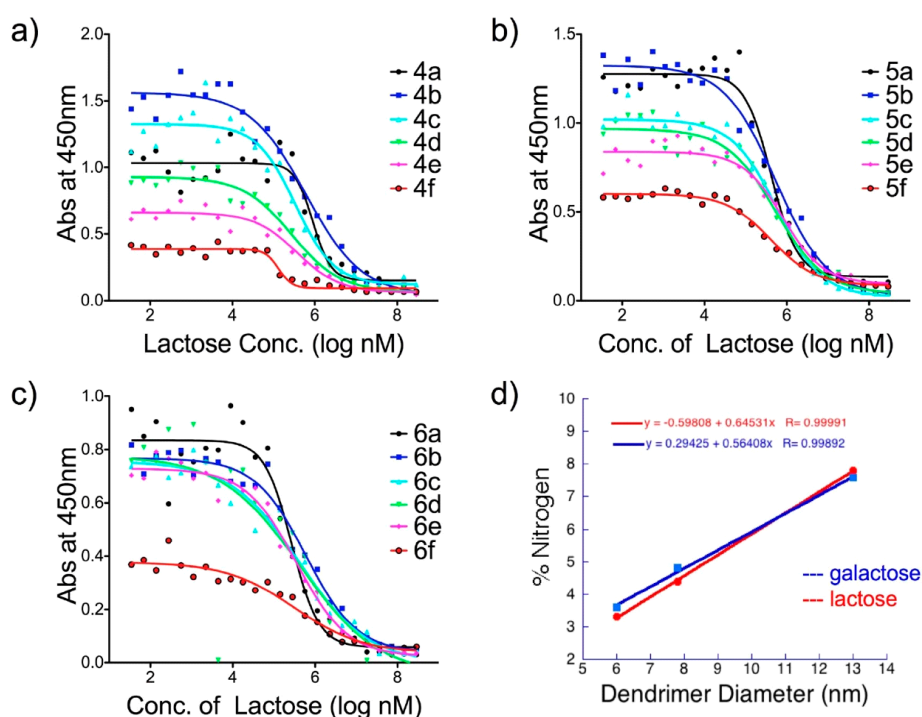 a)
2.0
1.5
1.0
0.5
0.0
Abs at 450nm
2 4 6 8
Lactose Conc. (log nM)
4a
4b
4c
4d
4e
4f
b)
1.5
1.0
0.5
0.0
Abs at 450nm
2 4 6 8
Conc. of Lactose (log nM)
5a
5b
5c
5d
5e
5f
c)
1.0
0.8
0.6
0.4
0.2
0.0
Abs at 450nm
2 4 6 8
Conc. of Lactose (log nM)
6a
6b
6c
6d
6e
6f
d)
10
9
8
7
6
5
4
3
2
% Nitrogen
y = -0.59808 + 0.64531x R= 0.99991
y = 0.29425 + 0.56408x R= 0.99892
galactose
lactose
5 6 7 8 9 10 11 12 13 14
Dendrimer Diameter (nm)